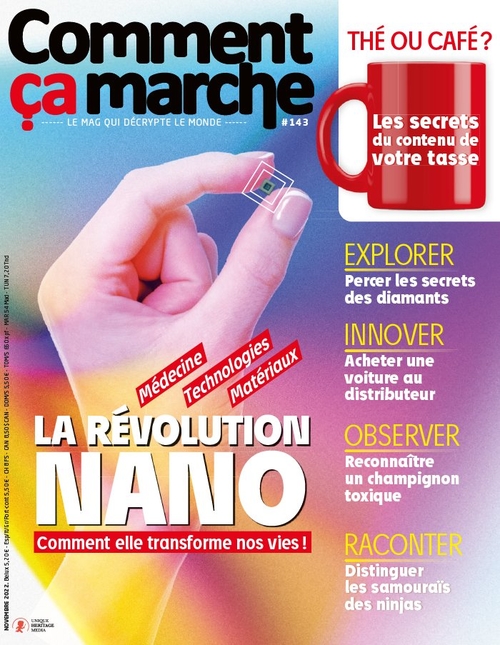 Comment
ça marche
LE MAG QUI DÉCRYPTE LE MONDE
#143
THÉ OU CAFÉ ?
Les secrets
du contenu de
votre tasse
EXPLORER
Percer les secrets
des diamants
INNOVER
Acheter une
voiture au
distributeur
OBSERVER
Reconnaître
un champignon
toxique
RACONTER
Distinguer
les samouraïs
des ninjas
Médecine
Technologies
Matériaux
LA RÉVOLUTION
NANO
Comment elle transforme nos vies !
NOVEMBRE 2022.
UNIQUE
HERITAGE
MEDIA